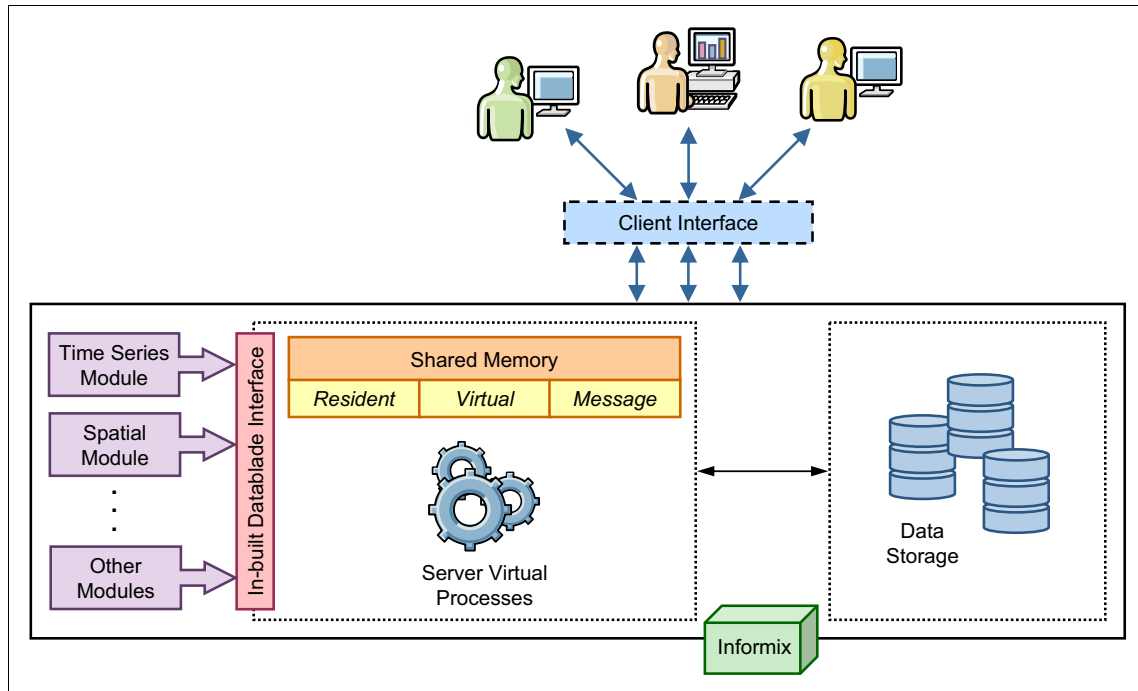 Client Interface
Time Series
Module
Spatial
Module
.
.
.
Other
Modules
In-built Datablade Interface
Shared Memory
Resident
Virtual
Message
Server Virtual
Processes
Data
Storage
Informix